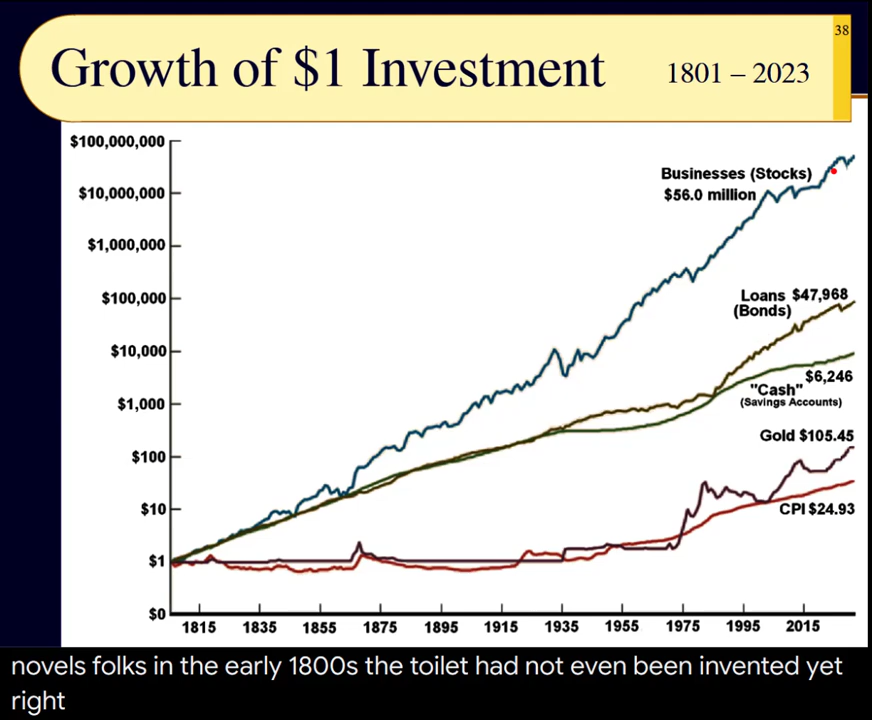 38
Growth of $1 Investment 1801 – 2023
$100,000,000
Businesses (Stocks)
$10,000,000
$56.0 million
$1,000,000
$100,000
Loans $47,968
(Bonds)
$10,000
$6,246
"Cash"
$1,000
(Savings Accounts)
Gold $105.45
$100
$10
CPI $24.93
$1
$0
1815 1835 1855 1875 1895 1915 1935 1955 1975 1995 2015
novels folks in the early 1800s the toilet had not even been invented yet
right